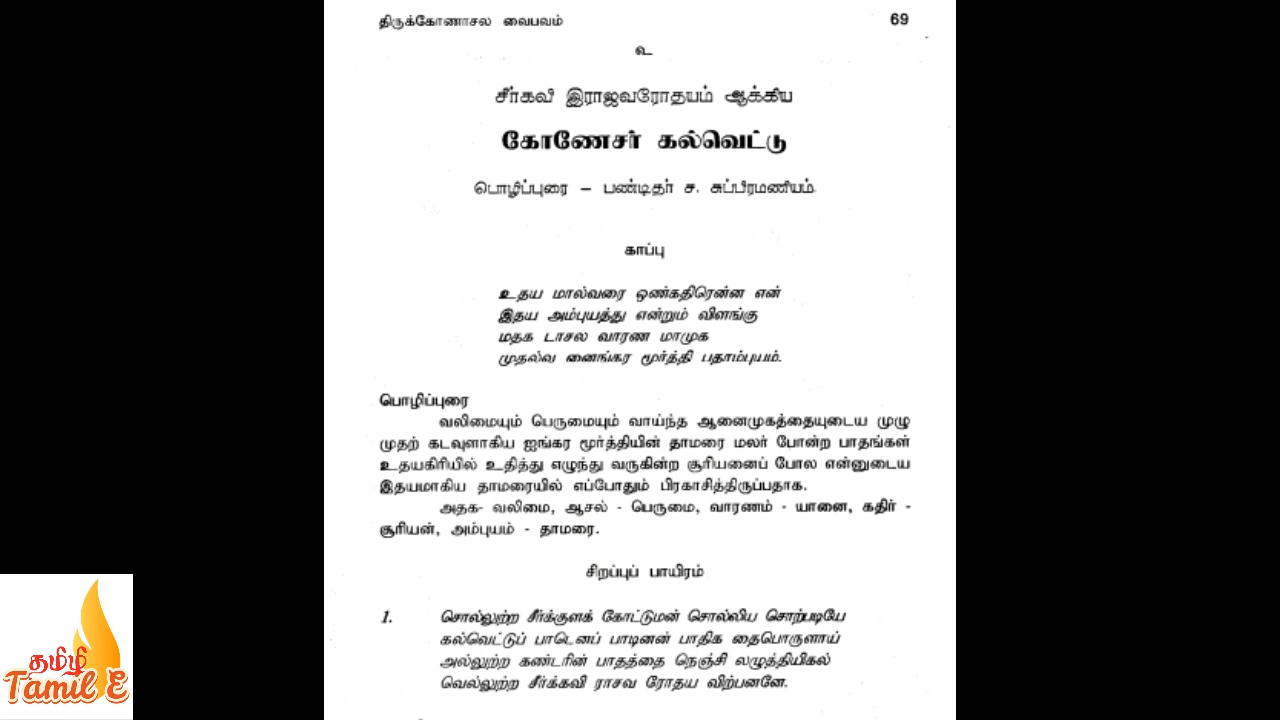 திருக்கோணாசல வைபவம் 69
உ
சீர்கவி இராஜவரோதயம் ஆக்கிய
கோணேசர் கல்வெட்டு
பொழிப்புரை – பண்டிதர் ச. சுப்பிரமணியம்
காப்பு
உதய மால்வரை ஒண்கதிரென்ன என்
இதய அம்புயத்து என்றும் விளங்கு
மதக டாசல வாரண மாமுக
முதல்வ னைங்கர மூர்த்தி பதாம்புயம்.
பொழிப்புரை
வலிமையும் பெருமையும் வாய்ந்த ஆனைமுகத்தையுடைய முழு
முதற் கடவுளாகிய ஐங்கர மூர்த்தியின் தாமரை மலர் போன்ற பாதங்கள்
உதயகிரியில் உதித்து எழுந்து வருகின்ற சூரியனைப் போல என்னுடைய
இதயமாகிய தாமரையில் எப்போதும் பிரகாசித்திருப்பதாக.
அதக- வலிமை, ஆசல் - பெருமை, வாரணம் - யானை, கதிர் -
சூரியன், அம்புயம் - தாமரை.
சிறப்புப் பாயிரம்
1. சொல்லுற்ற சீர்க்குளக் கோட்டுமன் சொல்லிய சொற்படியே
கல்வெட்டுப் பாடெனப் பாடினன் பாதிக தைபொருளாய்
அல்லுற்ற கண்டரின் பாதத்தை நெஞ்சி லழுத்தியிகல்
வெல்லுற்ற சீர்க்கவி ராசவ ரோதய விற்பனனே.
தமிழி
Tamil E